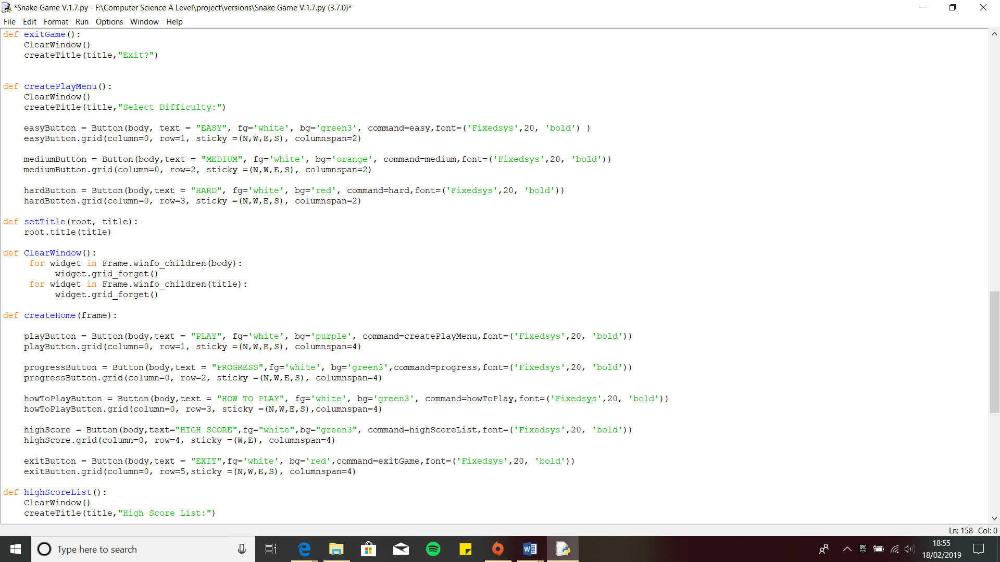 *Snake Game V.1.7.py - F:\Computer Science A Level\project\versions\Snake Game V.1.7.py (3.7.0)*
File Edit Format Run Options Window Help
def exitGame():
    ClearWindow()
    createTitle(title,"Exit?")
def createPlayMenu():
    ClearWindow()
    createTitle(title,"Select Difficulty:")
    easyButton = Button(body, text = "EASY", fg='white', bg='green3', command=easy,font=('Fixedsys',20, 'bold') )
    easyButton.grid(column=0, row=1, sticky =(N,W,E,S), columnspan=2)
    mediumButton = Button(body,text = "MEDIUM", fg='white', bg='orange', command=medium,font=('Fixedsys',20, 'bold'))
    mediumButton.grid(column=0, row=2, sticky =(N,W,E,S), columnspan=2)
    hardButton = Button(body,text = "HARD", fg='white', bg='red', command=hard,font=('Fixedsys',20, 'bold'))
    hardButton.grid(column=0, row=3, sticky =(N,W,E,S), columnspan=2)
def setTitle(root, title):
    root.title(title)
def ClearWindow():
     for widget in Frame.winfo_children(body):
          widget.grid_forget()
     for widget in Frame.winfo_children(title):
          widget.grid_forget()
def createHome(frame):
    playButton = Button(body,text = "PLAY", fg='white', bg='purple', command=createPlayMenu,font=('Fixedsys',20, 'bold'))
    playButton.grid(column=0, row=1, sticky =(N,W,E,S), columnspan=4)
    progressButton = Button(body,text = "PROGRESS",fg='white', bg='green3',command=progress,font=('Fixedsys',20, 'bold'))
    progressButton.grid(column=0, row=2, sticky =(N,W,E,S), columnspan=4)
    howToPlayButton = Button(body,text = "HOW TO PLAY", fg='white', bg='green3', command=howToPlay,font=('Fixedsys',20, 'bold'))
    howToPlayButton.grid(column=0, row=3, sticky =(N,W,E,S),columnspan=4)
    highScore = Button(body,text="HIGH SCORE",fg="white",bg="green3", command=highScoreList,font=('Fixedsys',20, 'bold'))
    highScore.grid(column=0, row=4, sticky =(W,E), columnspan=4)
    exitButton = Button(body,text = "EXIT",fg='white', bg='red',command=exitGame,font=('Fixedsys',20, 'bold'))
    exitButton.grid(column=0, row=5,sticky =(N,W,E,S), columnspan=4)
def highScoreList():
    ClearWindow()
    createTitle(title,"High Score List:")
Ln: 158 Col: 0
Type here to search
EPIC
18:55
18/02/2019